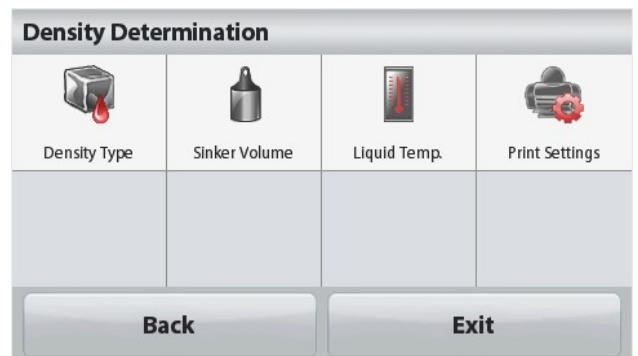 Density Determination
Density Type
Sinker Volume
Liquid Temp.
Print Settings
Back
Exit